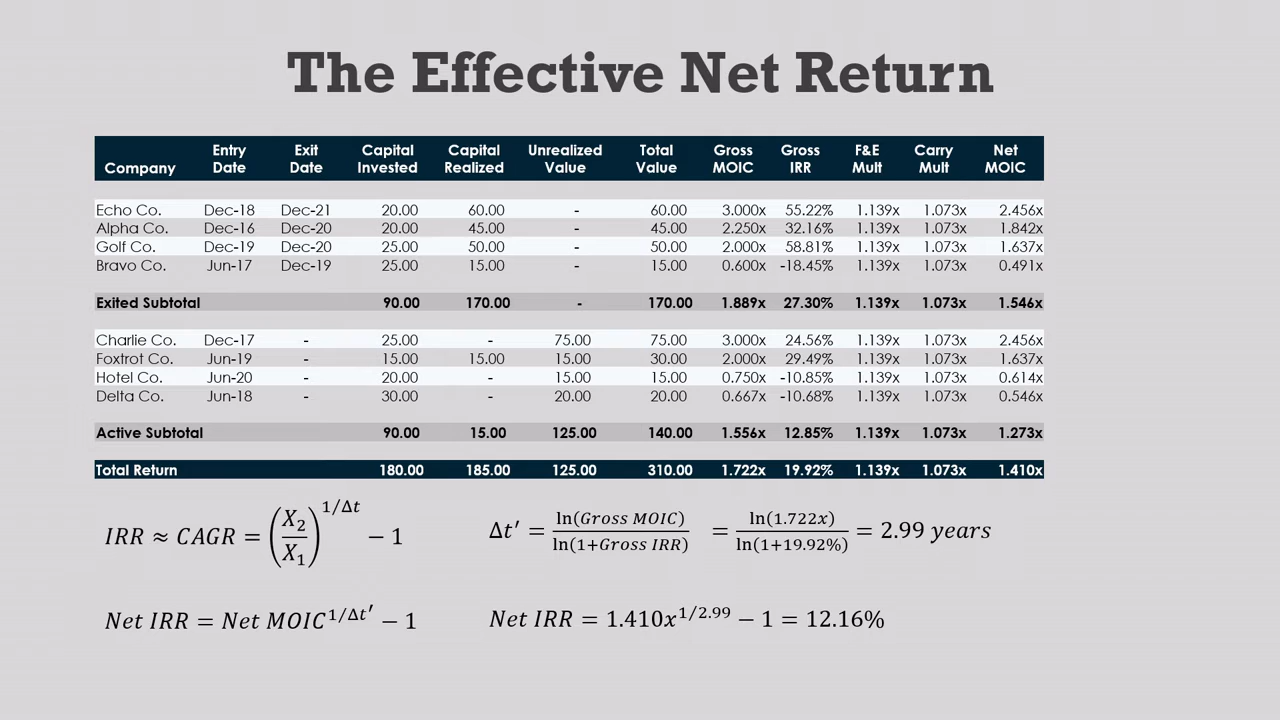 The Effective Net Return
Company Entry Date Exit Date Capital Invested Capital Realized Unrealized Value Total Value Gross MOIC Gross IRR F&E Mult Carry Mult Net MOIC
Echo Co. Dec-18 Dec-21 20.00 60.00 - 60.00 3.000x 55.22% 1.139x 1.073x 2.456x
Alpha Co. Dec-16 Dec-20 20.00 45.00 - 45.00 2.250x 32.16% 1.139x 1.073x 1.842x
Golf Co. Dec-19 Dec-20 25.00 50.00 - 50.00 2.000x 58.81% 1.139x 1.073x 1.637x
Bravo Co. Jun-17 Dec-19 25.00 15.00 - 15.00 0.600x -18.45% 1.139x 1.073x 0.491x
Exited Subtotal 90.00 170.00 - 170.00 1.889x 27.30% 1.139x 1.073x 1.546x
Charlie Co. Dec-17 - 25.00 - 75.00 75.00 3.000x 24.56% 1.139x 1.073x 2.456x
Foxtrot Co. Jun-19 - 15.00 15.00 15.00 30.00 2.000x 29.49% 1.139x 1.073x 1.637x
Hotel Co. Jun-20 - 20.00 - 15.00 15.00 0.750x -10.85% 1.139x 1.073x 0.614x
Delta Co. Jun-18 - 30.00 - 20.00 20.00 0.667x -10.68% 1.139x 1.073x 0.546x
Active Subtotal 90.00 15.00 125.00 140.00 1.556x 12.85% 1.139x 1.073x 1.273x
Total Return 180.00 185.00 125.00 310.00 1.722x 19.92% 1.139x 1.073x 1.410x
IRR ≈ CAGR = (X₂/X₁)^(1/Δt) − 1
Δt′ = ln(Gross MOIC)/ln(1+Gross IRR) = ln(1.722x)/ln(1+19.92%) = 2.99 years
Net IRR = Net MOIC^(1/Δt′) − 1
Net IRR = 1.410x^(1/2.99) − 1 = 12.16%